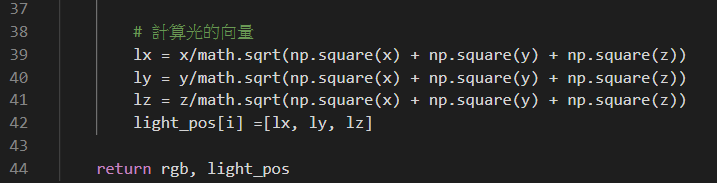 37
38 # 計算光的向量
39 lx = x/math.sqrt(np.square(x) + np.square(y) + np.square(z))
40 ly = y/math.sqrt(np.square(x) + np.square(y) + np.square(z))
41 lz = z/math.sqrt(np.square(x) + np.square(y) + np.square(z))
42 light_pos[i] =[lx, ly, lz]
43
44 return rgb, light_pos